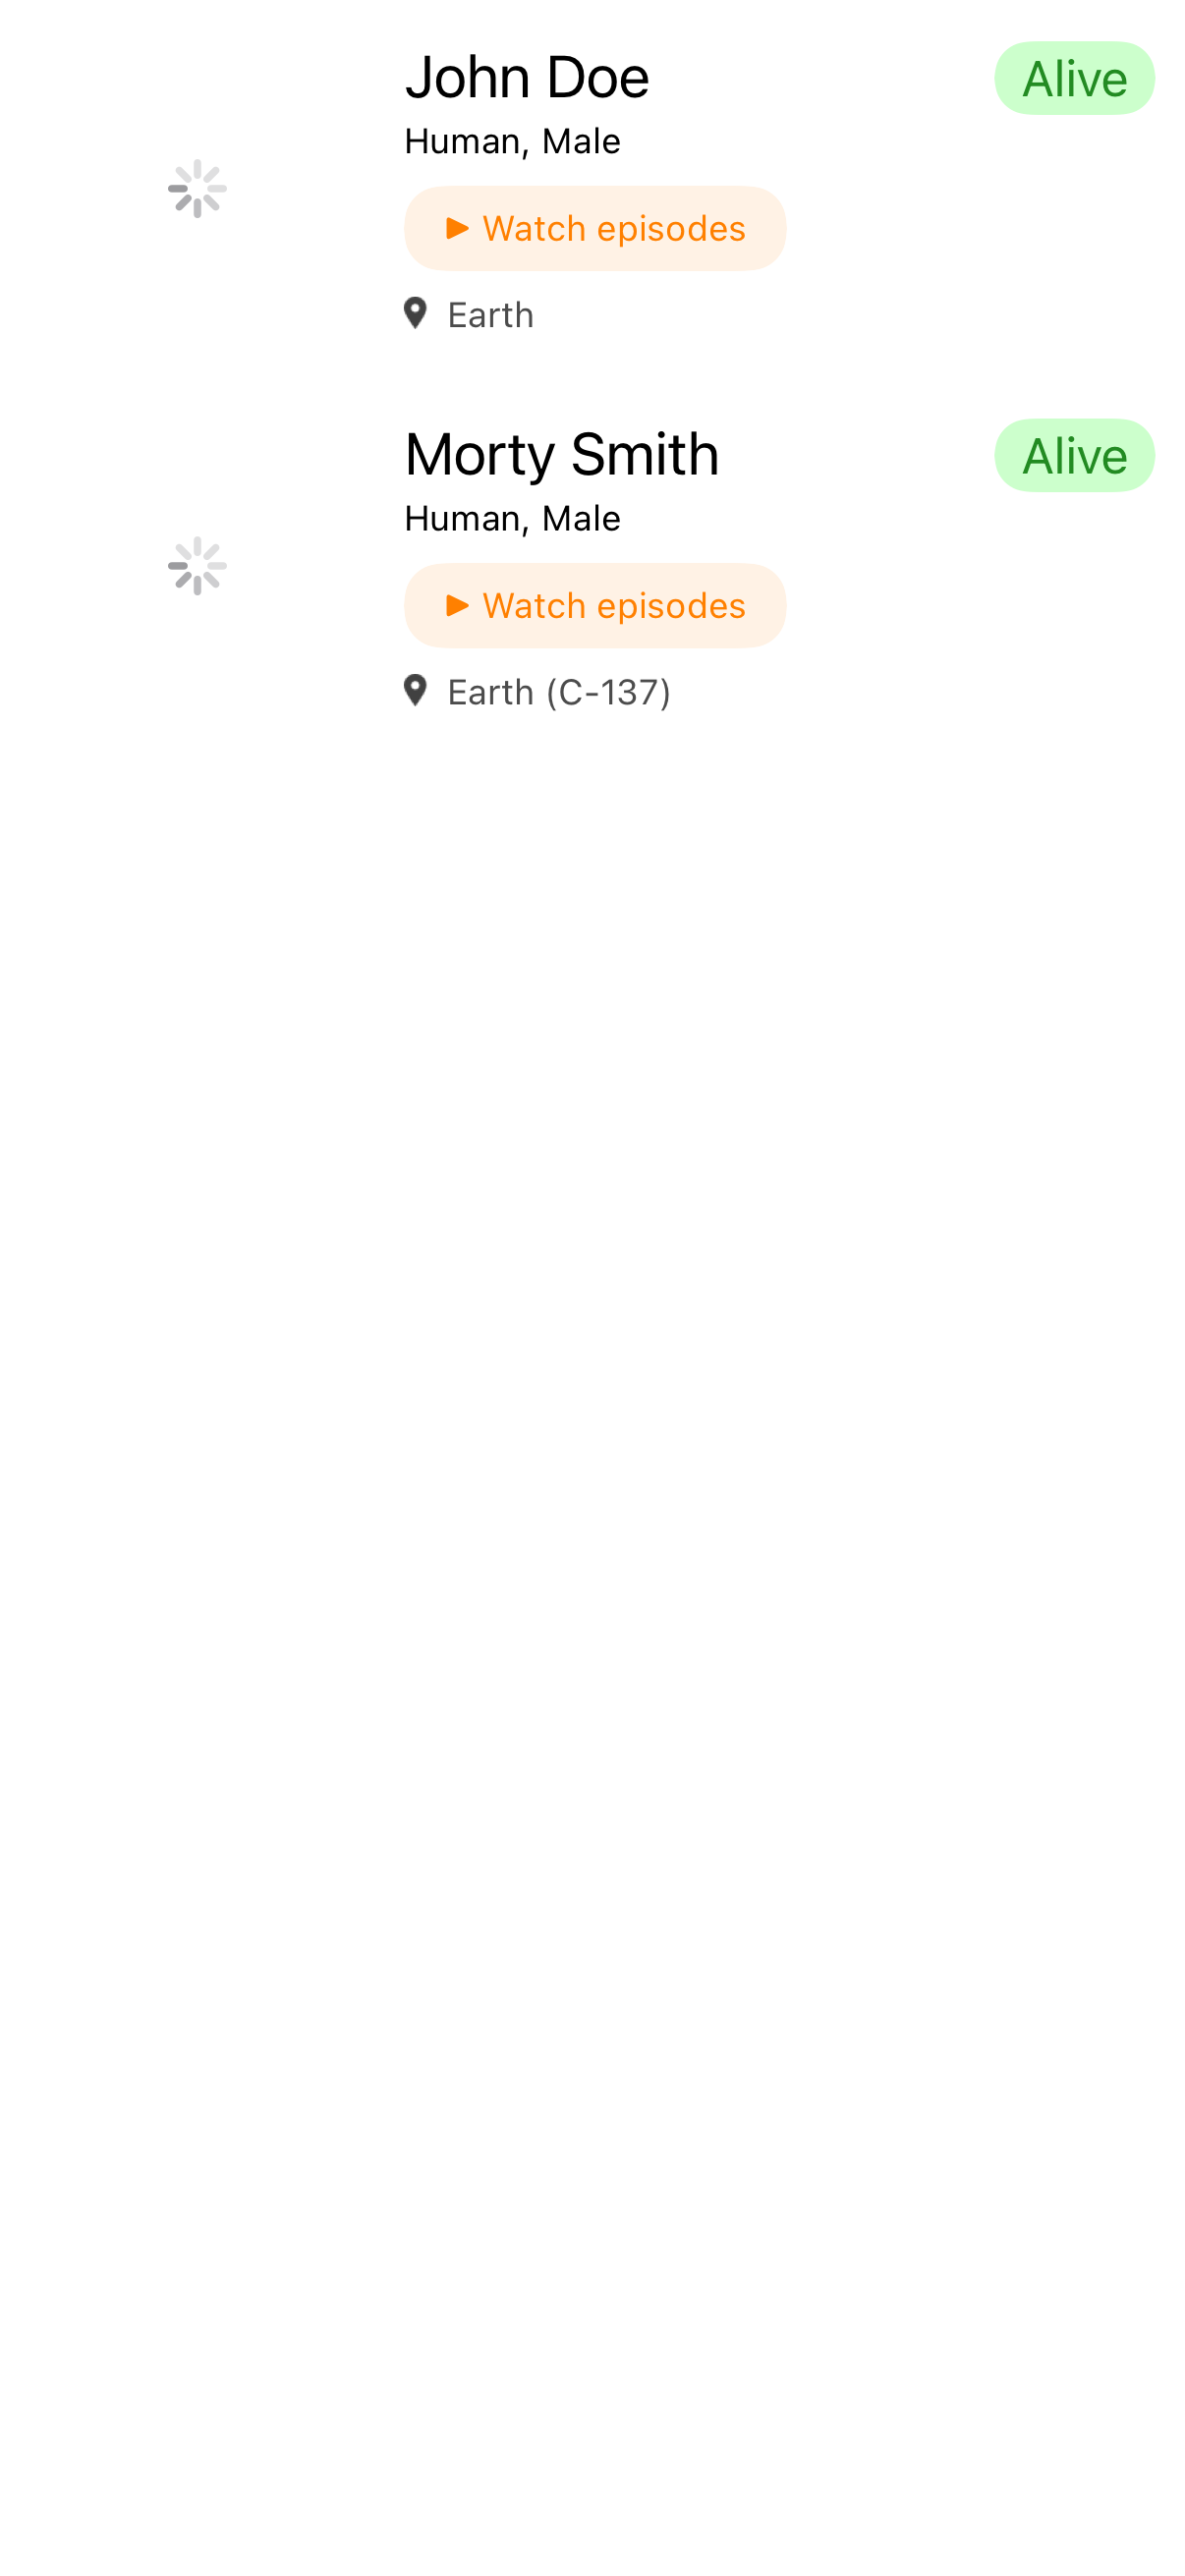 John Doe
Alive
Human, Male
Watch episodes
Earth
Morty Smith
Alive
Human, Male
Watch episodes
Earth (C-137)